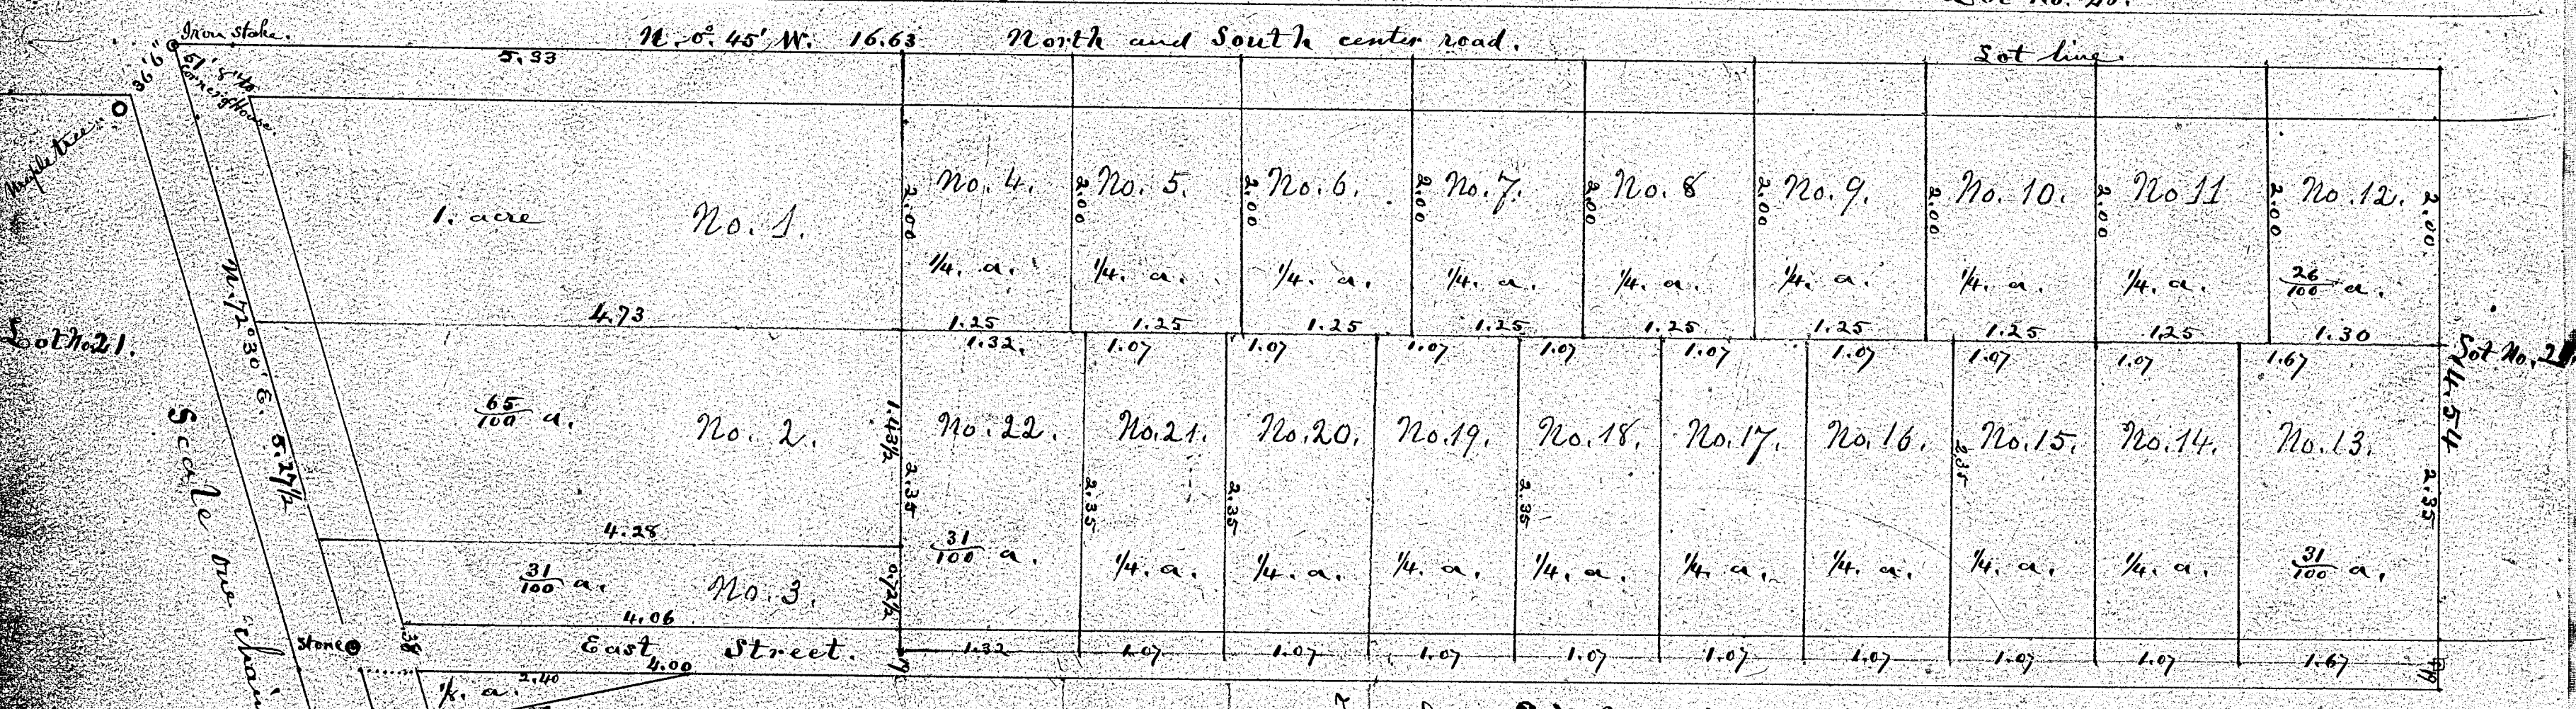 Iron stake.
N. 0° 45' W. 16.63 North and South center road.
Lot line.
5.33
36' 6"
51' 8" to corner of House.
Maple tree
1. acre No. 1.
2.00 No. 4. 2.00 No. 5. 2.00 No. 6. 2.00 No. 7. 2.00 No. 8 2.00 No. 9. 2.00 No. 10. 2.00 No 11 2.00 No. 12. 2.00
1/4. a. 1/4. a. 1/4. a. 1/4. a. 1/4. a. 1/4. a. 1/4. a. 1/4. a. 26/100 a.
4.73 1.25 1.25 1.25 1.25 1.25 1.25 1.25 1.25 1.30
1.32. 1.07 1.07 1.07 1.07 1.07 1.07 1.07 1.07 1.67
Lot No. 21.
N. 72° 30' E. 5.27 1/2
Scale one chain
Lot No.
14.54
65/100 a. No. 2. 1.43 1/2
No. 22. No. 21. No. 20. No. 19. No. 18. No. 17. No. 16. No. 15. No. 14. No. 13.
2.35 2.35 2.35 2.35 2.35 2.35
4.28
31/100 a. 1/4. a. 1/4. a. 1/4. a. 1/4. a. 1/4. a. 1/4. a. 1/4. a. 1/4. a. 31/100 a.
31/100 a. No. 3. 0.72 1/2
4.06
Stone .38 East Street.
1.32 1.07 1.07 1.07 1.07 1.07 1.07 1.07 1.07 1.67
4.00
2.40
a.